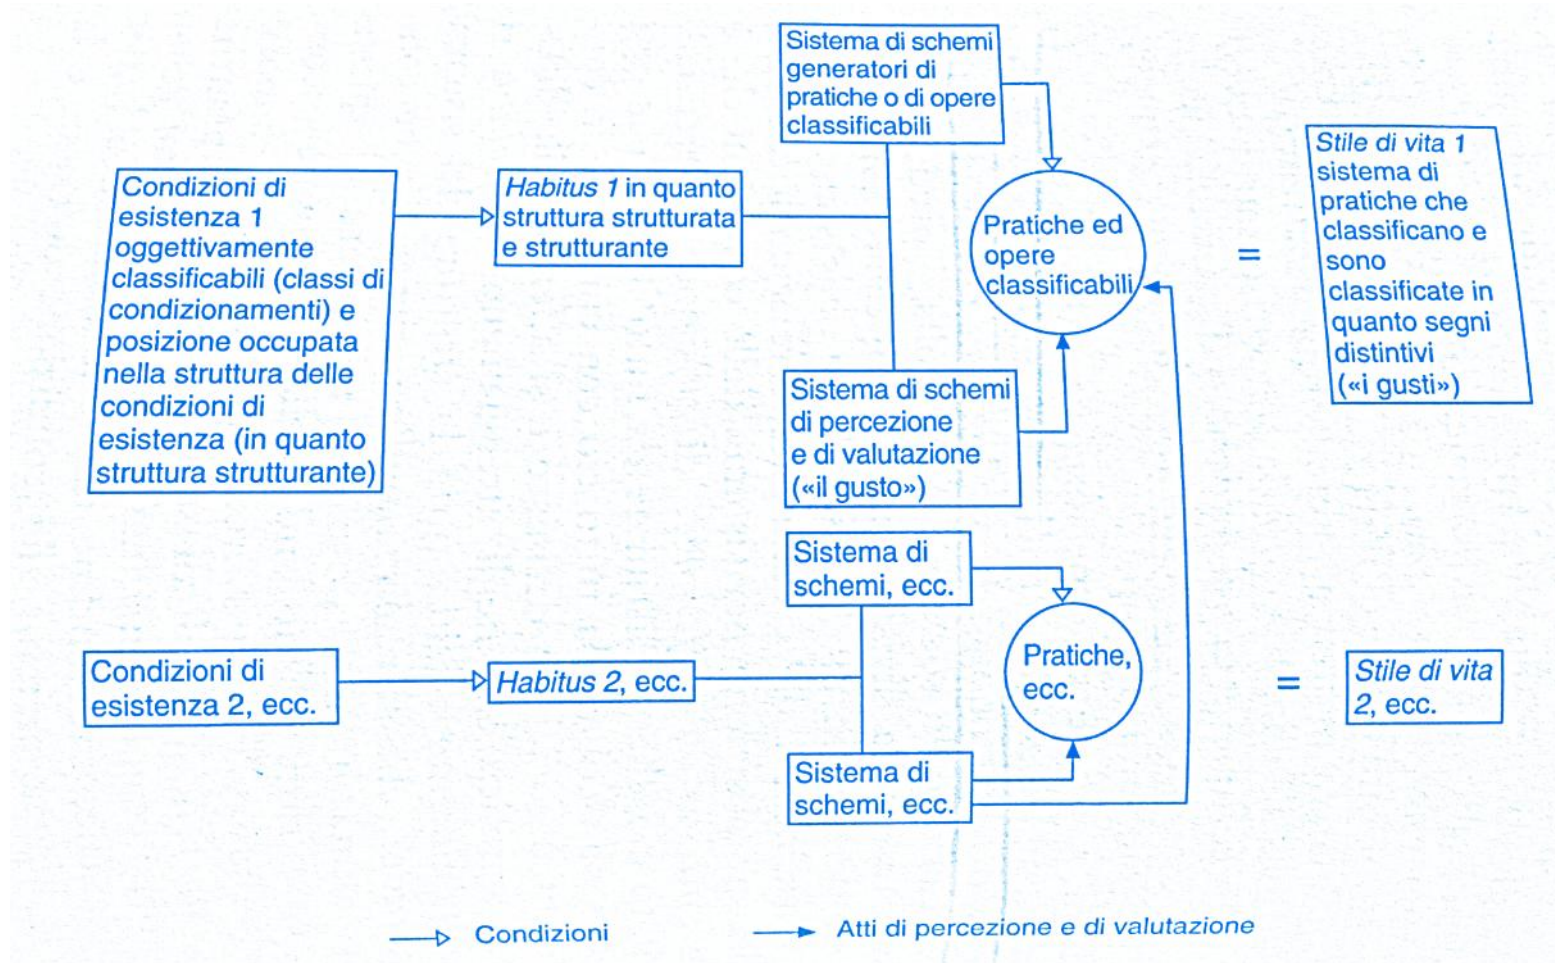 Sistema di schemi
generatori di
pratiche o di opere
classificabili
Condizioni di
esistenza 1
oggettivamente
classificabili (classi di
condizionamenti) e
posizione occupata
nella struttura delle
condizioni di
esistenza (in quanto
struttura strutturante)
Habitus 1 in quanto
struttura strutturata
e strutturante
Pratiche ed
opere
classificabili
=
Stile di vita 1
sistema di
pratiche che
classificano e
sono
classificate in
quanto segni
distintivi
(«i gusti»)
Sistema di schemi
di percezione
e di valutazione
(«il gusto»)
Sistema di
schemi, ecc.
Condizioni di
esistenza 2, ecc.
Habitus 2, ecc.
Pratiche,
ecc.
=
Stile di vita
2, ecc.
Sistema di
schemi, ecc.
Condizioni
Atti di percezione e di valutazione